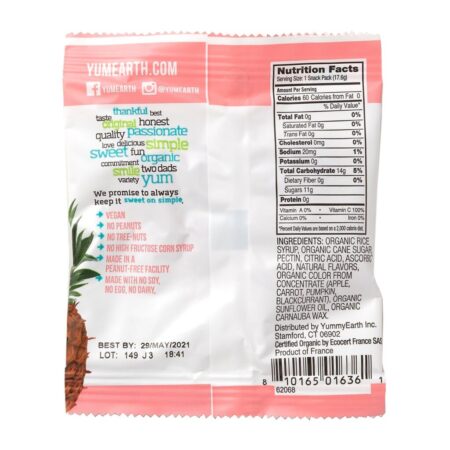 YUMEARTH.COM
/YUMEARTH @YUMEARTH
thankful best
taste original honest
quality passionate
love delicious simple
sweet fun organic
commitment
smile two dads
variety yum
We promise to always
keep it sweet on simple.
VEGAN
NO PEANUTS
NO TREE-NUTS
NO HIGH FRUCTOSE CORN SYRUP
MADE IN A
PEANUT-FREE FACILITY
MADE WITH NO SOY,
NO EGG, NO DAIRY,
BEST BY: 29/MAY/2021
LOT: 149 J3 18:41
Nutrition Facts
Serving Size: 1 Snack Pack (17.6g)
Amount Per Serving
Calories 60 Calories from Fat 0
% Daily Value*
Total Fat 0g 0%
Saturated Fat 0g 0%
Trans Fat 0g 0%
Cholesterol 0mg 0%
Sodium 20mg 1%
Potassium 0g 0%
Total Carbohydrate 14g 8%
Dietary Fiber 0g 0%
Sugars 11g
Protein 0g
Vitamin A 0% • Vitamin C 100%
Calcium 0% • Iron 0%
*Percent Daily Values are based on a 2,000 calorie diet.
INGREDIENTS: ORGANIC RICE
SYRUP, ORGANIC CANE SUGAR,
PECTIN, CITRIC ACID, ASCORBIC
ACID, NATURAL FLAVORS,
ORGANIC COLOR FROM
CONCENTRATE (APPLE,
CARROT, PUMPKIN,
BLACKCURRANT), ORGANIC
SUNFLOWER OIL, ORGANIC
CARNAUBA WAX.
Distributed by YummyEarth Inc.
Stamford, CT 06902
Certified Organic by Ecocert France SAS
Product of France
8 10165 01636 1
62068